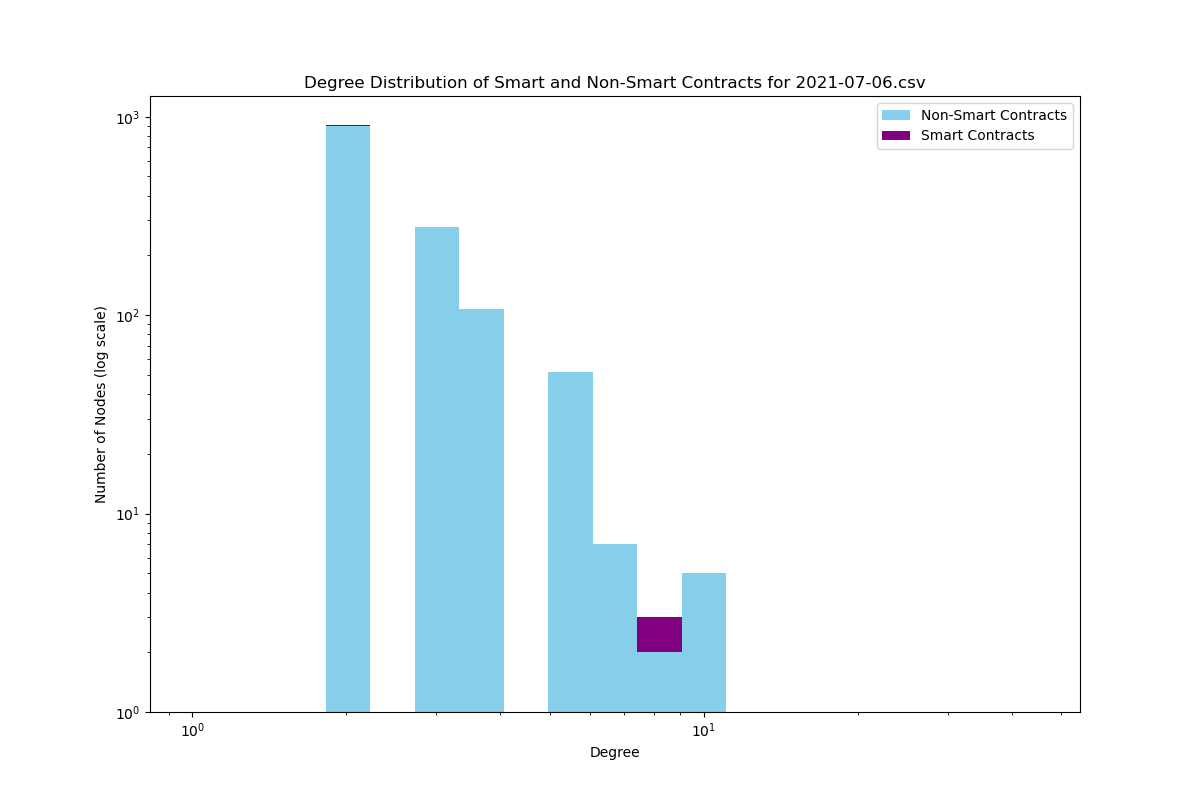 Degree Distribution of Smart and Non-Smart Contracts for 2021-07-06.csv
Non-Smart Contracts
Smart Contracts
Number of Nodes (log scale)
10³
10²
10¹
10⁰
10⁰ 10¹
Degree